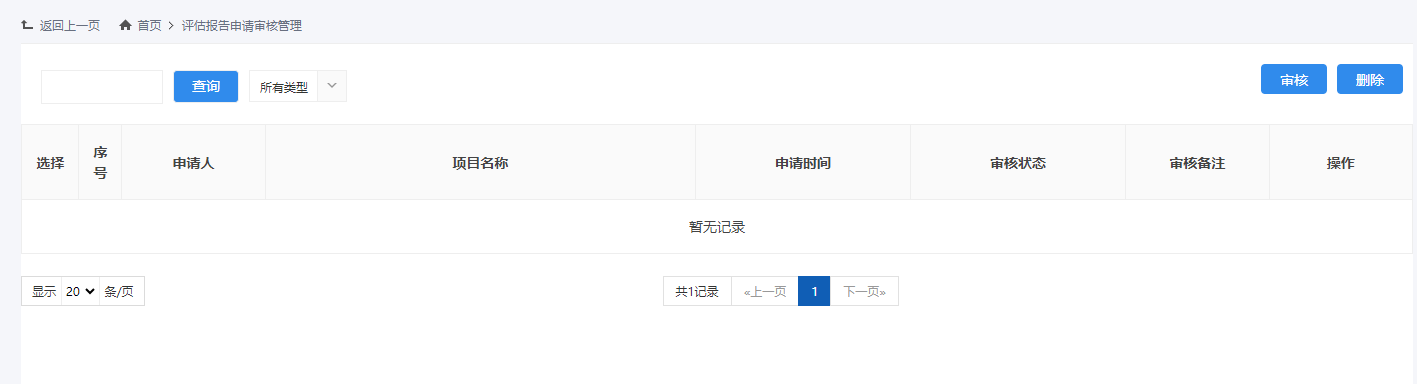 返回上一页 首页 评估报告申请审核管理
查询 所有类型 审核 删除
选择 序号 申请人 项目名称 申请时间 审核状态 审核备注 操作
暂无记录
显示 20 条/页 共1记录 «上一页 1 下一页»